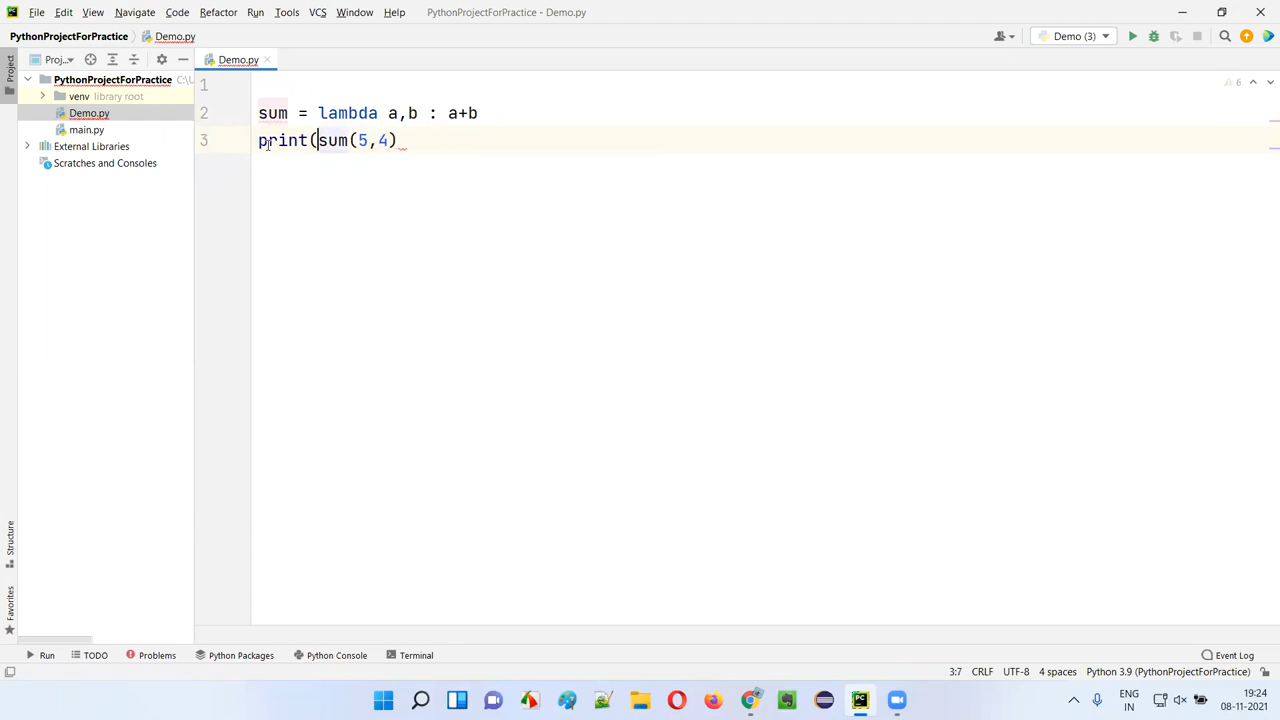 File Edit View Navigate Code Refactor Run Tools VCS Window Help PythonProjectForPractice - Demo.py
PythonProjectForPractice Demo.py Demo (3)
Project Proj... Demo.py
PythonProjectForPractice C:\U
venv library root
Demo.py
main.py
External Libraries
Scratches and Consoles
1
2 sum = lambda a,b : a+b
3 print(sum(5,4)
6
Structure
Favorites
Run TODO Problems Python Packages Python Console Terminal Event Log
3:7 CRLF UTF-8 4 spaces Python 3.9 (PythonProjectForPractice)
PC
ENG
IN
19:24
08-11-2021